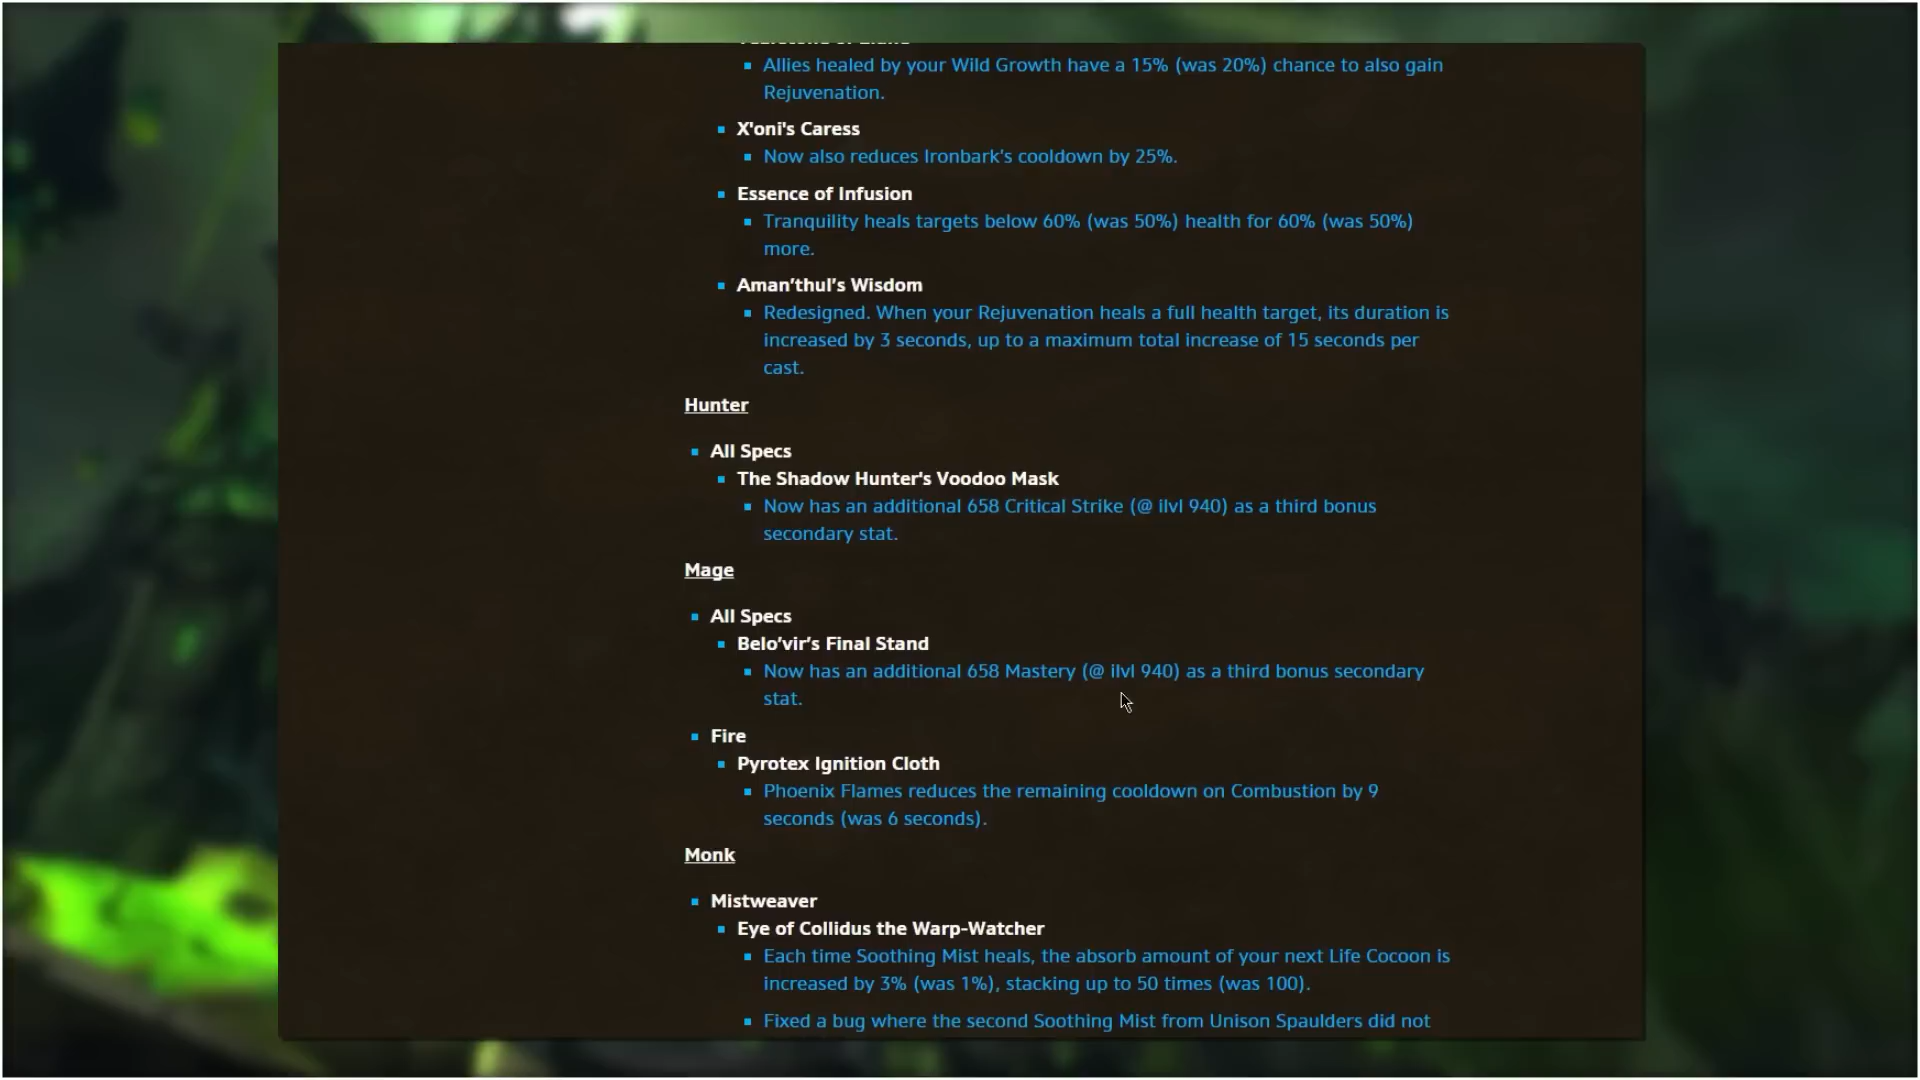 Allies healed by your Wild Growth have a 15% (was 20%) chance to also gain
Rejuvenation.
X'oni's Caress
Now also reduces Ironbark's cooldown by 25%.
Essence of Infusion
Tranquility heals targets below 60% (was 50%) health for 60% (was 50%)
more.
Aman’thul’s Wisdom
Redesigned. When your Rejuvenation heals a full health target, its duration is
increased by 3 seconds, up to a maximum total increase of 15 seconds per
cast.
Hunter
All Specs
The Shadow Hunter's Voodoo Mask
Now has an additional 658 Critical Strike (@ ilvl 940) as a third bonus
secondary stat.
Mage
All Specs
Belo’vir’s Final Stand
Now has an additional 658 Mastery (@ ilvl 940) as a third bonus secondary
stat.
Fire
Pyrotex Ignition Cloth
Phoenix Flames reduces the remaining cooldown on Combustion by 9
seconds (was 6 seconds).
Monk
Mistweaver
Eye of Collidus the Warp-Watcher
Each time Soothing Mist heals, the absorb amount of your next Life Cocoon is
increased by 3% (was 1%), stacking up to 50 times (was 100).
Fixed a bug where the second Soothing Mist from Unison Spaulders did not